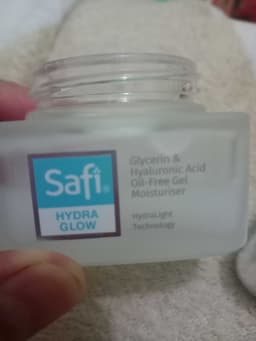 Safi®
HYDRA
GLOW
Glycerin &
Hyaluronic Acid
Oil-Free Gel
Moisturiser
HydraLight
Technology